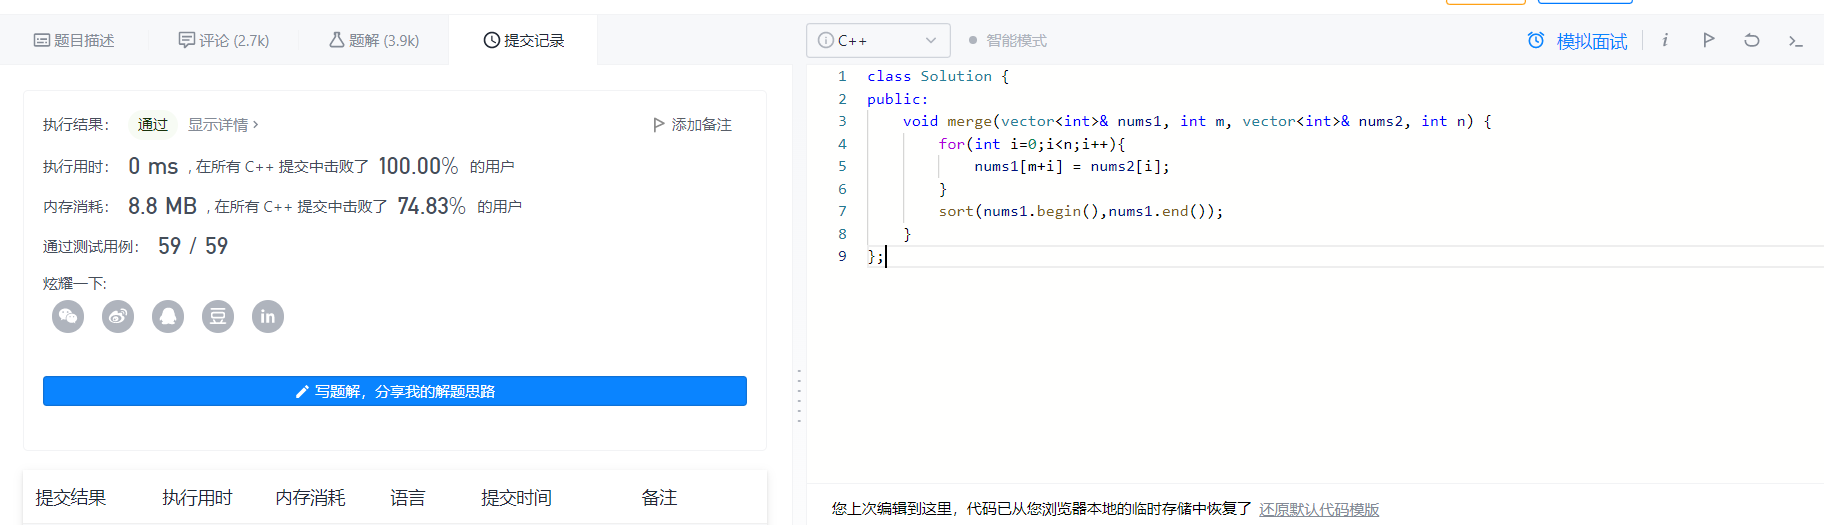 题目描述 评论 (2.7k) 题解 (3.9k) 提交记录
执行结果： 通过 显示详情 › 添加备注
执行用时： 0 ms , 在所有 C++ 提交中击败了 100.00% 的用户
内存消耗： 8.8 MB , 在所有 C++ 提交中击败了 74.83% 的用户
通过测试用例： 59 / 59
炫耀一下:
写题解，分享我的解题思路
提交结果 执行用时 内存消耗 语言 提交时间 备注
C++ 智能模式 模拟面试
1 class Solution {
2 public:
3 void merge(vector<int>& nums1, int m, vector<int>& nums2, int n) {
4 for(int i=0;i<n;i++){
5 nums1[m+i] = nums2[i];
6 }
7 sort(nums1.begin(),nums1.end());
8 }
9 };
您上次编辑到这里，代码已从您浏览器本地的临时存储中恢复了 还原默认代码模版